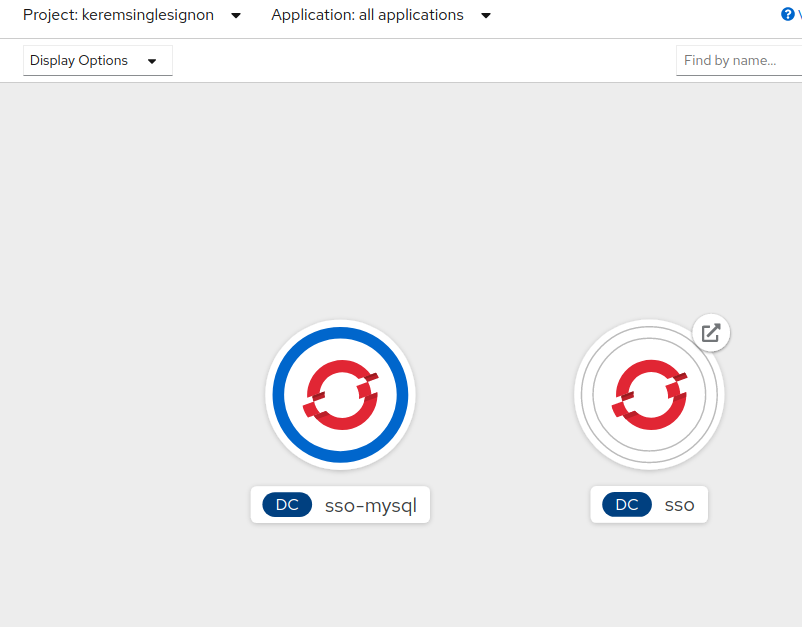 Project: keremsinglesignon Application: all applications
Display Options Find by name...
DC sso-mysql DC sso